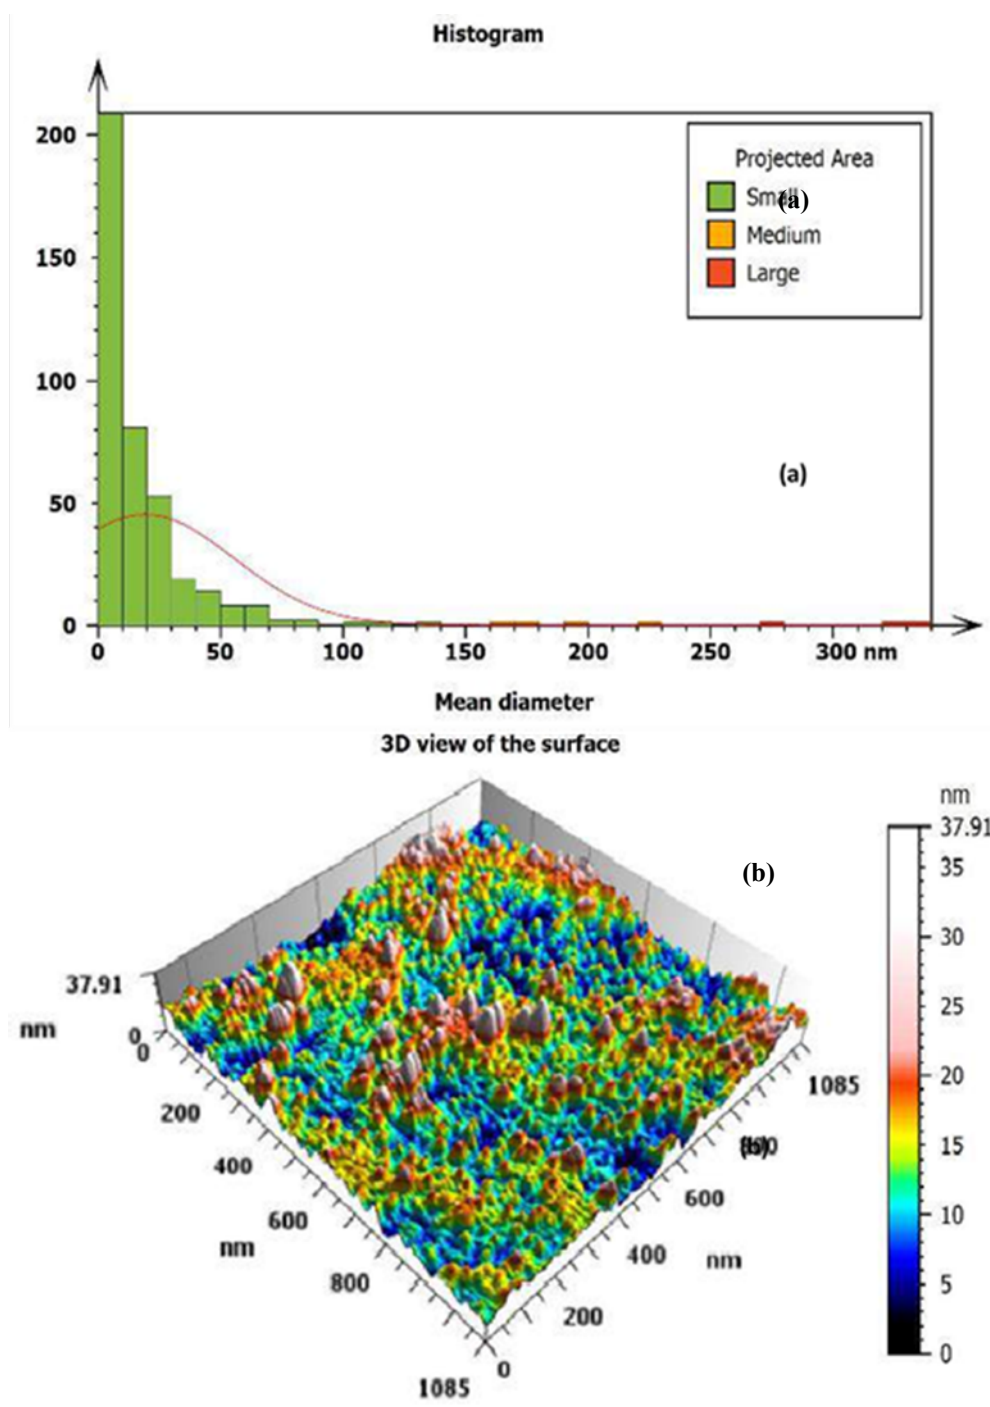 Histogram
200
150
100
50
0
Projected Area
Small
(a)
Medium
Large
(a)
0 50 100 150 200 250 300 nm
Mean diameter
3D view of the surface
nm
37.91
35
30
25
20
15
10
5
0
(b)
37.91
nm
0
0
200
400
600
nm
800
1085
0
200
400
nm
600
(b)
1085